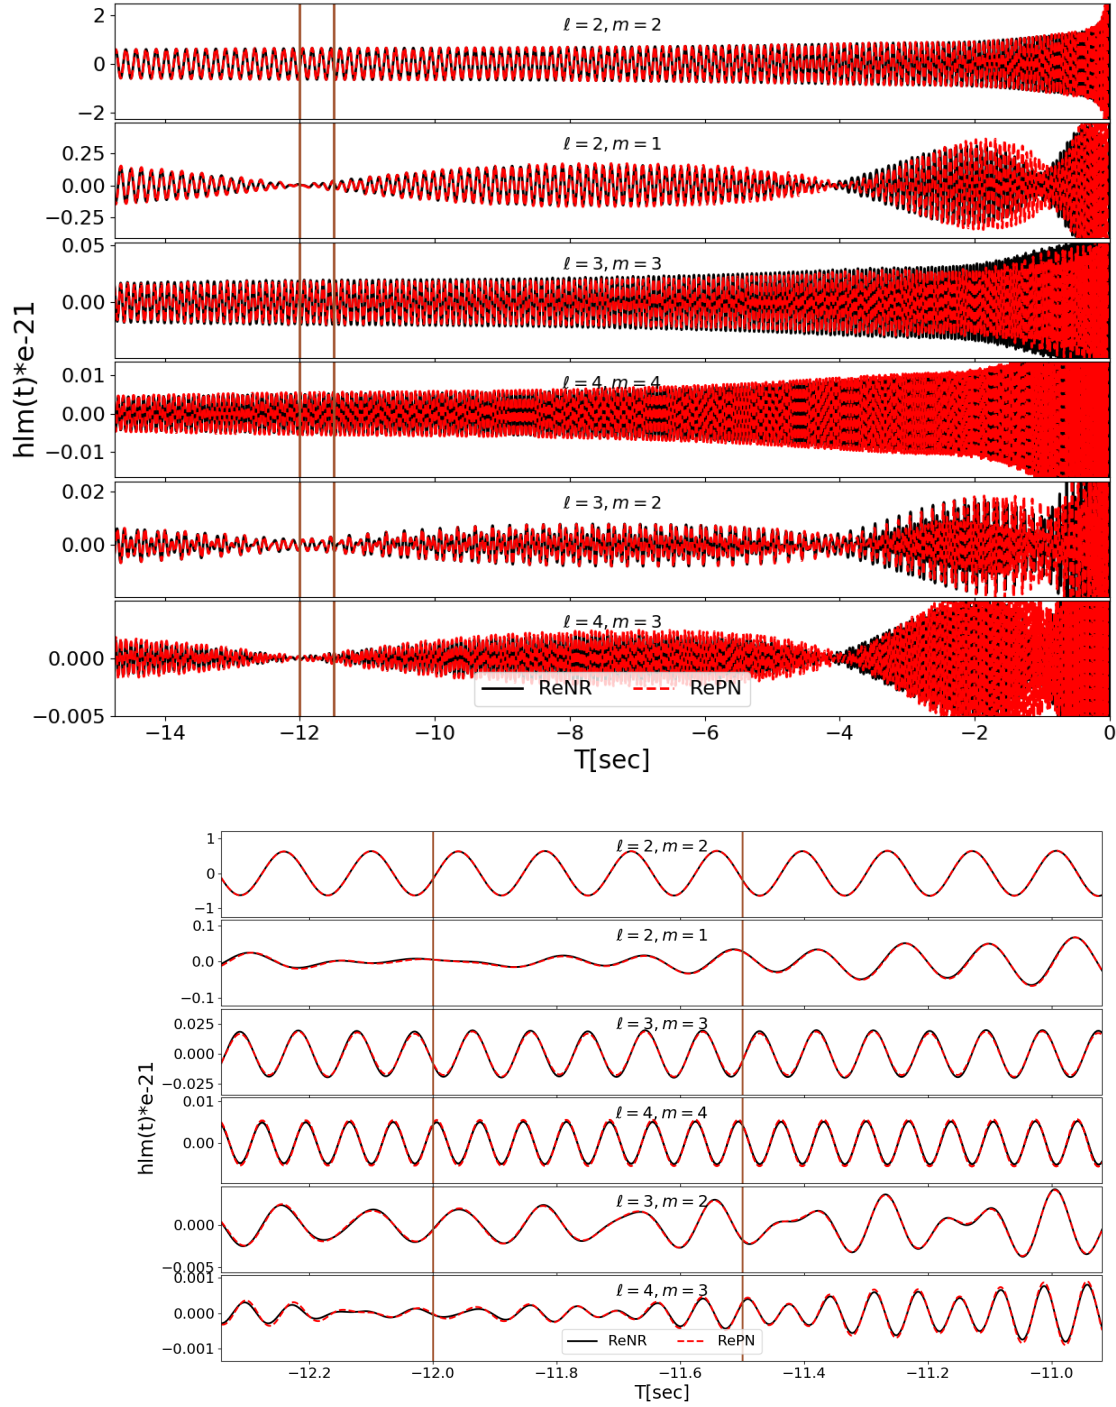 ℓ = 2, m = 2
2
0
−2
ℓ = 2, m = 1
0.25
0.00
−0.25
ℓ = 3, m = 3
0.05
0.00
ℓ = 4, m = 4
0.01
0.00
−0.01
ℓ = 3, m = 2
0.02
0.00
ℓ = 4, m = 3
0.000
−0.005
ReNR RePN
hlm(t)*e-21
−14 −12 −10 −8 −6 −4 −2 0
T[sec]
ℓ = 2, m = 2
1
0
−1
ℓ = 2, m = 1
0.1
0.0
−0.1
ℓ = 3, m = 3
0.025
0.000
−0.025
ℓ = 4, m = 4
0.01
0.00
ℓ = 3, m = 2
0.000
−0.005
ℓ = 4, m = 3
0.001
0.000
−0.001
ReNR RePN
hlm(t)*e-21
−12.2 −12.0 −11.8 −11.6 −11.4 −11.2 −11.0
T[sec]